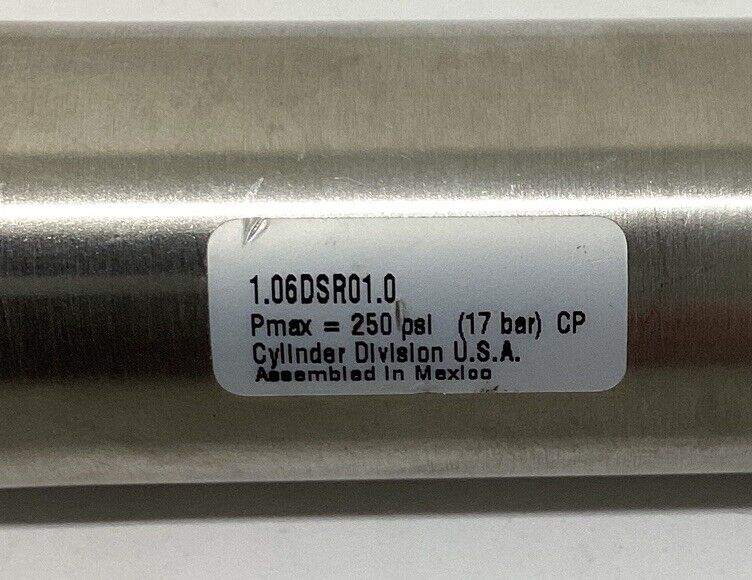 1.06DSR01.0
Pmax = 250 psi (17 bar) CP
Cylinder Division U.S.A.
Assembled in Mexico